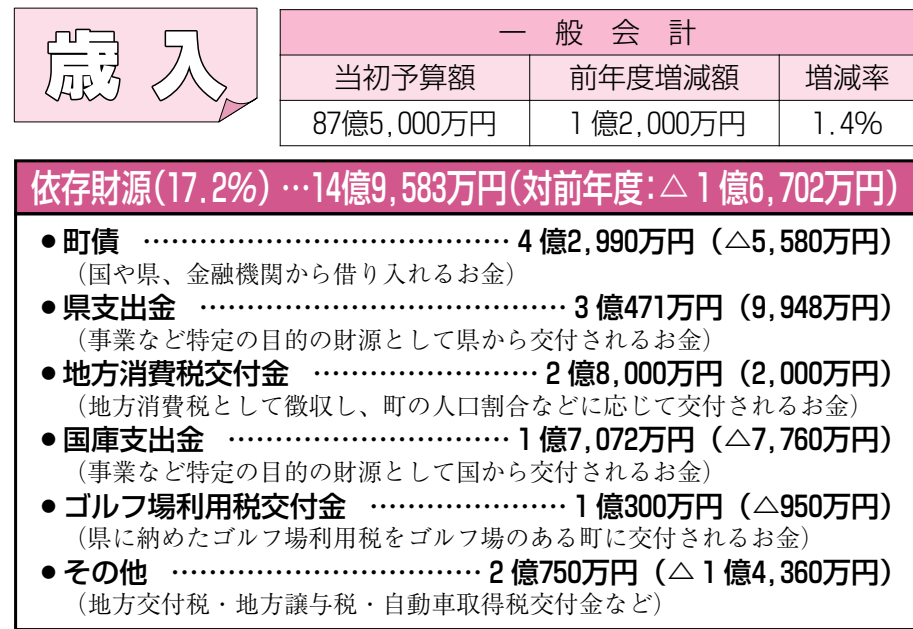 歳入
一般会計
当初予算額 前年度増減額 増減率
87億5,000万円 1億2,000万円 1.4%
依存財源(17.2%)…14億9,583万円(対前年度:△1億6,702万円)
●町債 ……………………………………4億2,990万円(△5,580万円)
(国や県、金融機関から借り入れるお金)
●県支出金 ……………………………………3億471万円(9,948万円)
(事業など特定の目的の財源として県から交付されるお金)
●地方消費税交付金 ………………………2億8,000万円(2,000万円)
(地方消費税として徴収し、町の人口割合などに応じて交付されるお金)
●国庫支出金 ……………………………1億7,072万円(△7,760万円)
(事業など特定の目的の財源として国から交付されるお金)
●ゴルフ場利用税交付金 …………………1億300万円(△950万円)
(県に納めたゴルフ場利用税をゴルフ場のある町に交付されるお金)
●その他 ………………………………2億750万円(△1億4,360万円)
(地方交付税・地方譲与税・自動車取得税交付金など)